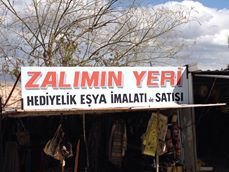 ZALIMIN YERİ
HEDİYELİK EŞYA İMALATI ve SATIŞI